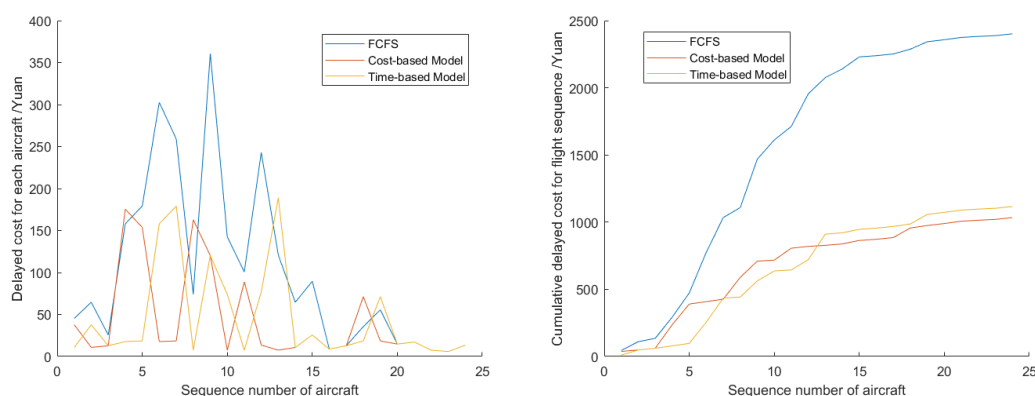 Delayed cost for each aircraft /Yuan
400
350
300
250
200
150
100
50
0
0
5
10
15
20
25
Sequence number of aircraft
FCFS
Cost-based Model
Time-based Model
Cumulative delayed cost for flight sequence /Yuan
2500
2000
1500
1000
500
0
0
5
10
15
20
25
Sequence number of aircraft
FCFS
Cost-based Model
Time-based Model